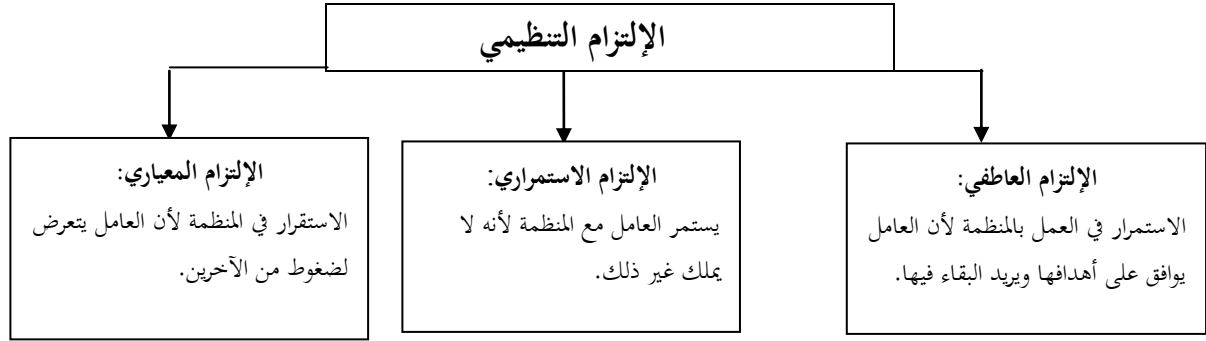 الإلتزام التنظيمي
الإلتزام العاطفي:
الاستمرار في العمل بالمنظمة لأن العامل
يوافق على أهدافها ويريد البقاء فيها.
الإلتزام الاستمراري:
يستمر العامل مع المنظمة لأنه لا
يملك غير ذلك.
الإلتزام المعياري:
الاستقرار في المنظمة لأن العامل يتعرض
لضغوط من الآخرين.